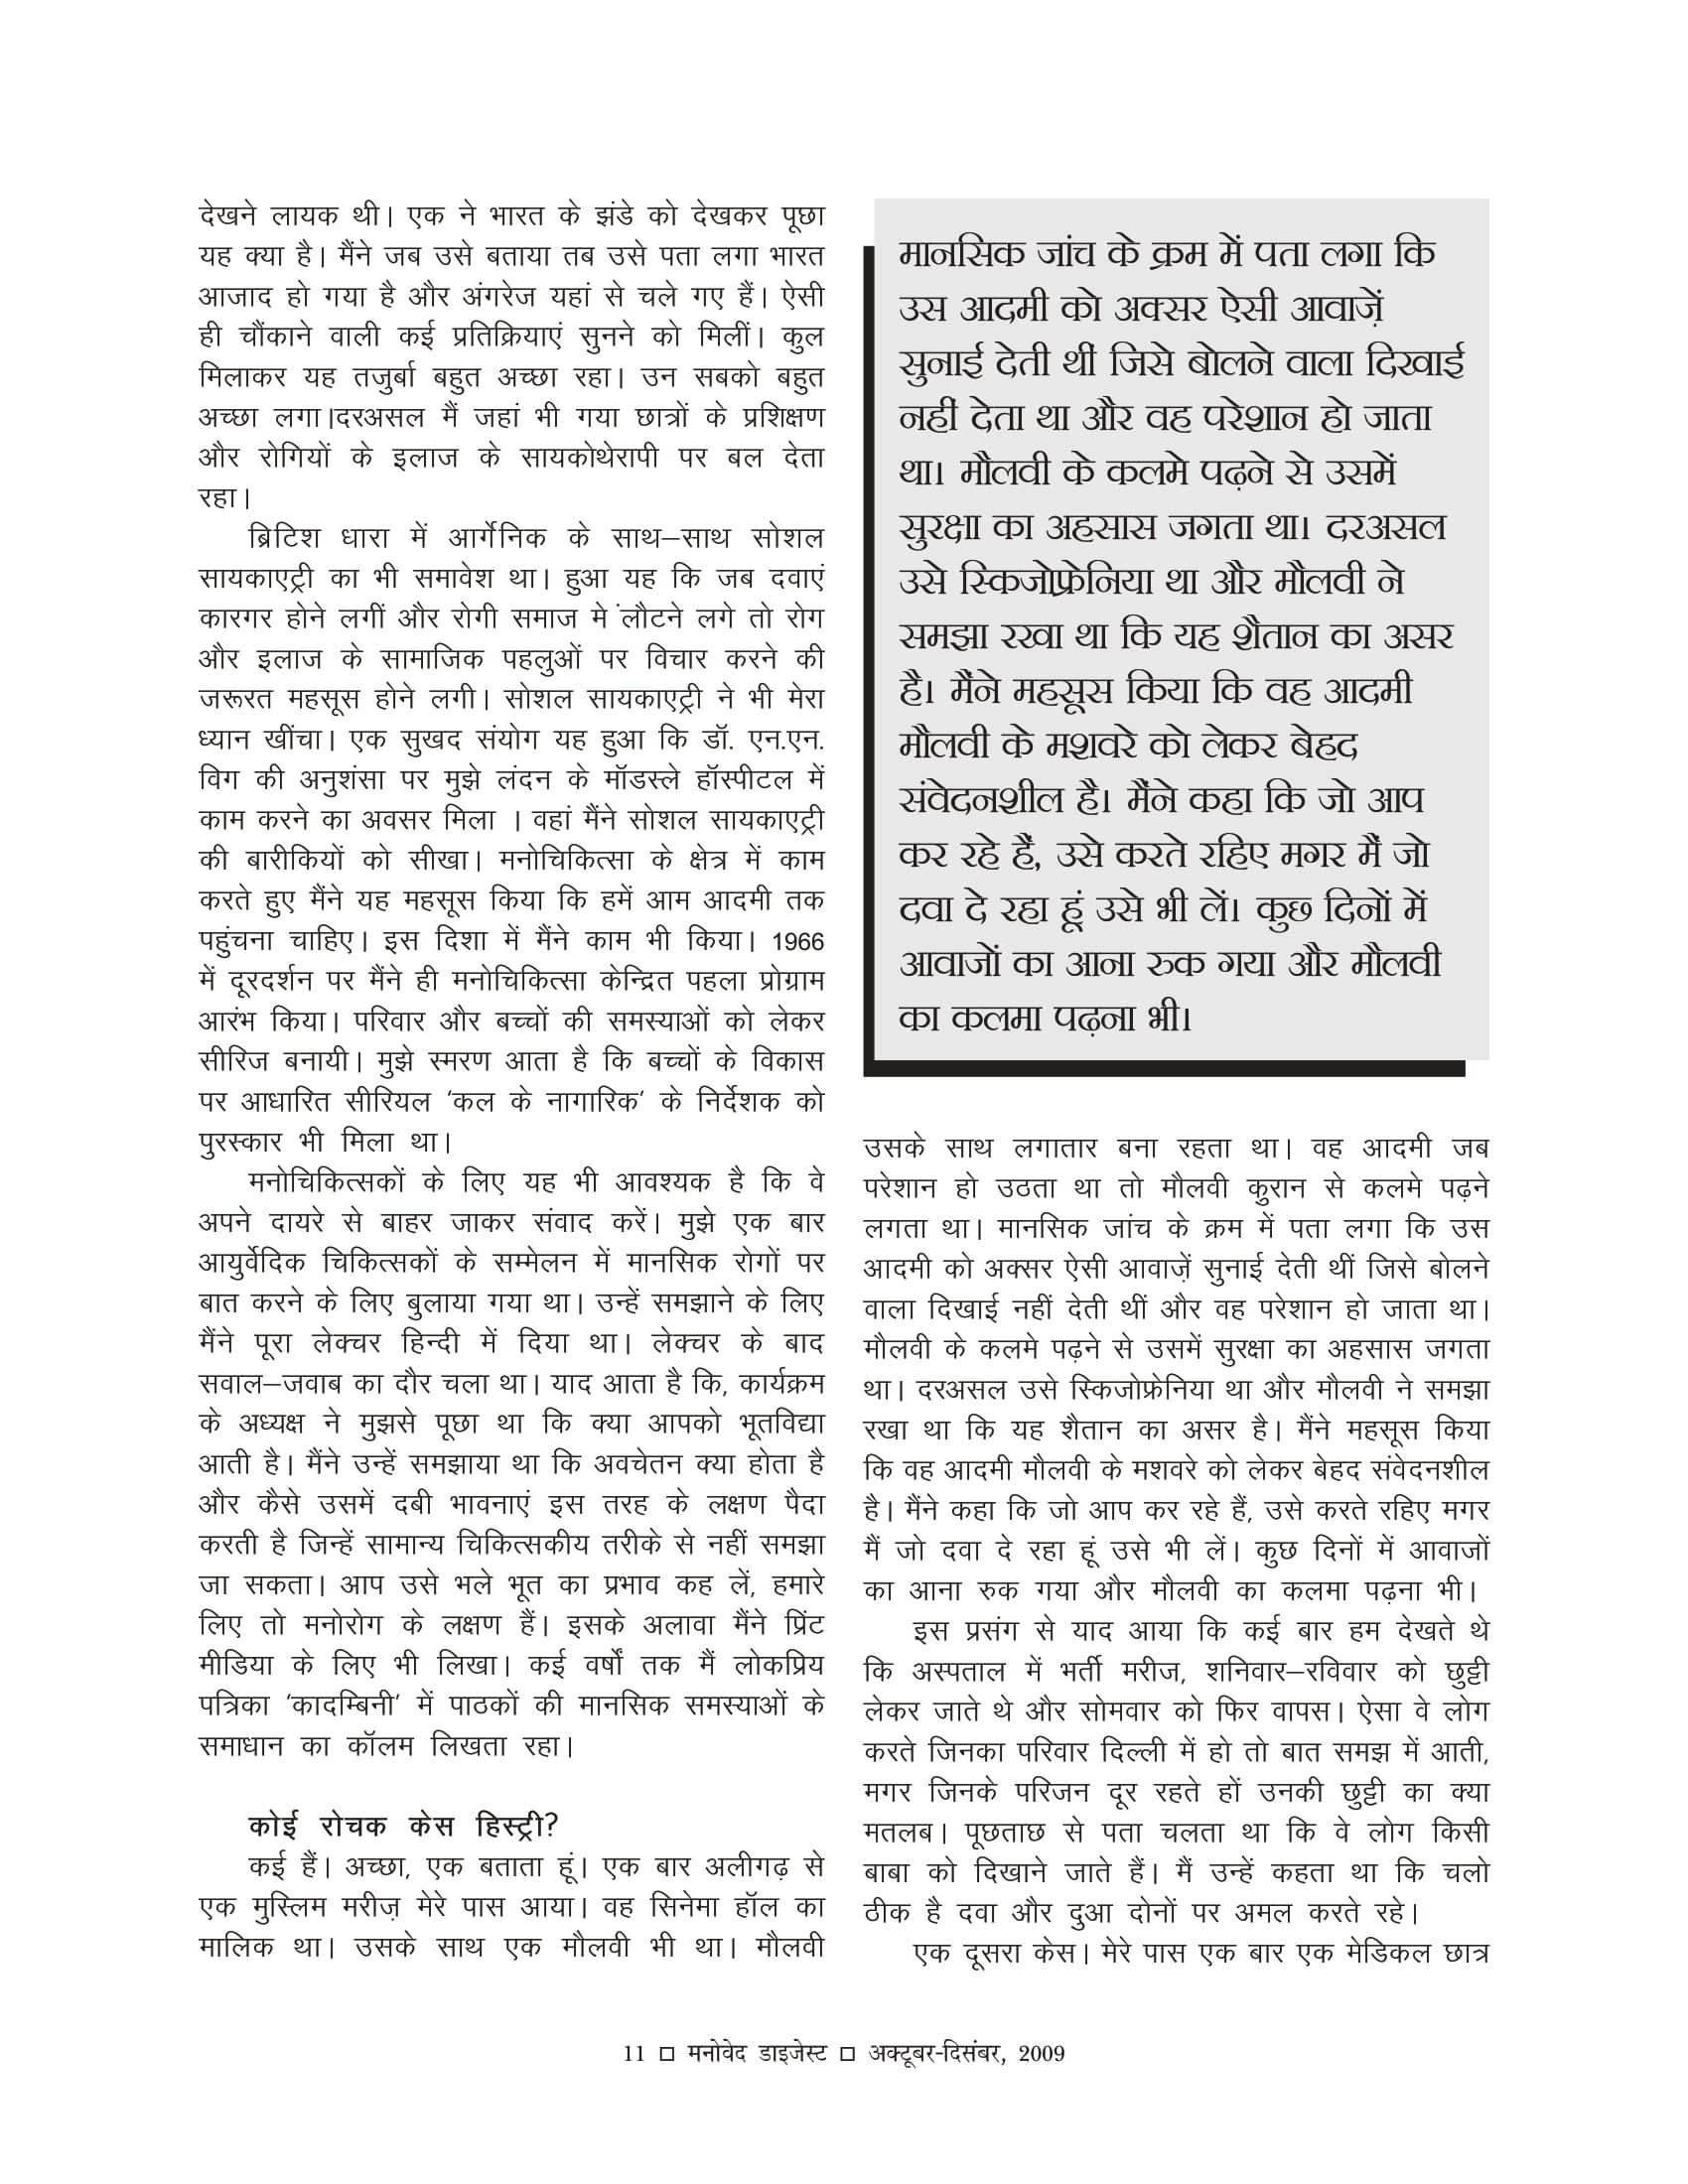 देखने लायक थी। एक ने भारत के झंडे को देखकर पूछा
यह क्या है। मैंने जब उसे बताया तब उसे पता लगा भारत
आजाद हो गया है और अंगरेज यहां से चले गए हैं। ऐसी
ही चौंकाने वाली कई प्रतिक्रियाएं सुनने को मिलीं। कुल
मिलाकर यह तजुर्बा बहुत अच्छा रहा। उन सबको बहुत
अच्छा लगा।दरअसल मैं जहां भी गया छात्रों के प्रशिक्षण
और रोगियों के इलाज के सायकोथेरापी पर बल देता
रहा।
ब्रिटिश धारा में आर्गेनिक के साथ–साथ सोशल
सायकाएट्री का भी समावेश था। हुआ यह कि जब दवाएं
कारगर होने लगीं और रोगी समाज मे ंलौटने लगे तो रोग
और इलाज के सामाजिक पहलुओं पर विचार करने की
जरूरत महसूस होने लगी। सोशल सायकाएट्री ने भी मेरा
ध्यान खींचा। एक सुखद संयोग यह हुआ कि डॉ. एन.एन.
विग की अनुशंसा पर मुझे लंदन के मॉडस्ले हॉस्पीटल में
काम करने का अवसर मिला । वहां मैंने सोशल सायकाएट्री
की बारीकियों को सीखा। मनोचिकित्सा के क्षेत्र में काम
करते हुए मैंने यह महसूस किया कि हमें आम आदमी तक
पहुंचना चाहिए। इस दिशा में मैंने काम भी किया। 1966
में दूरदर्शन पर मैंने ही मनोचिकित्सा केन्द्रित पहला प्रोग्राम
आरंभ किया। परिवार और बच्चों की समस्याओं को लेकर
सीरिज बनायी। मुझे स्मरण आता है कि बच्चों के विकास
पर आधारित सीरियल ’कल के नागारिक’ के निर्देशक को
पुरस्कार भी मिला था।
मनोचिकित्सकों के लिए यह भी आवश्यक है कि वे
अपने दायरे से बाहर जाकर संवाद करें। मुझे एक बार
आयुर्वेदिक चिकित्सकों के सम्मेलन में मानसिक रोगों पर
बात करने के लिए बुलाया गया था। उन्हें समझाने के लिए
मैंने पूरा लेक्चर हिन्दी में दिया था। लेक्चर के बाद
सवाल–जवाब का दौर चला था। याद आता है कि, कार्यक्रम
के अध्यक्ष ने मुझसे पूछा था कि क्या आपको भूतविद्या
आती है। मैंने उन्हें समझाया था कि अवचेतन क्या होता है
और कैसे उसमें दबी भावनाएं इस तरह के लक्षण पैदा
करती है जिन्हें सामान्य चिकित्सकीय तरीके से नहीं समझा
जा सकता। आप उसे भले भूत का प्रभाव कह लें, हमारे
लिए तो मनोरोग के लक्षण हैं। इसके अलावा मैंने प्रिंट
मीडिया के लिए भी लिखा। कई वर्षों तक मैं लोकप्रिय
पत्रिका ’कादम्बिनी’ में पाठकों की मानसिक समस्याओं के
समाधान का कॉलम लिखता रहा।
कोई रोचक केस हिस्ट्री?
कई हैं। अच्छा, एक बताता हूं। एक बार अलीगढ़ से
एक मुस्लिम मरीज़ मेरे पास आया। वह सिनेमा हॉल का
मालिक था। उसके साथ एक मौलवी भी था। मौलवी
मानसिक जांच के क्रम में पता लगा कि
उस आदमी को अक्सर ऐसी आवाज़ें
सुनाई देती थीं जिसे बोलने वाला दिखाई
नहीं देता था और वह परेशान हो जाता
था। मौलवी के कलमे पढ़ने से उसमें
सुरक्षा का अहसास जगता था। दरअसल
उसे स्किजोफ्रेनिया था और मौलवी ने
समझा रखा था कि यह शैतान का असर
है। मैंने महसूस किया कि वह आदमी
मौलवी के मशवरे को लेकर बेहद
संवेदनशील है। मैंने कहा कि जो आप
कर रहे हैं, उसे करते रहिए मगर मैं जो
दवा दे रहा हूं उसे भी लें। कुछ दिनों में
आवाजों का आना रुक गया और मौलवी
का कलमा पढ़ना भी।
उसके साथ लगातार बना रहता था। वह आदमी जब
परेशान हो उठता था तो मौलवी कुरान से कलमे पढ़ने
लगता था। मानसिक जांच के क्रम में पता लगा कि उस
आदमी को अक्सर ऐसी आवाज़ें सुनाई देती थीं जिसे बोलने
वाला दिखाई नहीं देती थीं और वह परेशान हो जाता था।
मौलवी के कलमे पढ़ने से उसमें सुरक्षा का अहसास जगता
था। दरअसल उसे स्किजोफ्रेनिया था और मौलवी ने समझा
रखा था कि यह शैतान का असर है। मैंने महसूस किया
कि वह आदमी मौलवी के मशवरे को लेकर बेहद संवेदनशील
है। मैंने कहा कि जो आप कर रहे हैं, उसे करते रहिए मगर
मैं जो दवा दे रहा हूं उसे भी लें। कुछ दिनों में आवाजों
का आना रुक गया और मौलवी का कलमा पढ़ना भी।
इस प्रसंग से याद आया कि कई बार हम देखते थे
कि अस्पताल में भर्ती मरीज, शनिवार–रविवार को छुट्टी
लेकर जाते थे और सोमवार को फिर वापस। ऐसा वे लोग
करते जिनका परिवार दिल्ली में हो तो बात समझ में आती,
मगर जिनके परिजन दूर रहते हों उनकी छुट्टी का क्या
मतलब। पूछताछ से पता चलता था कि वे लोग किसी
बाबा को दिखाने जाते हैं। मैं उन्हें कहता था कि चलो
ठीक है दवा और दुआ दोनों पर अमल करते रहे।
एक दूसरा केस। मेरे पास एक बार एक मेडिकल छात्र
11 □ मनोवेद डाइजेस्ट □ अक्टूबर-दिसंबर, 2009